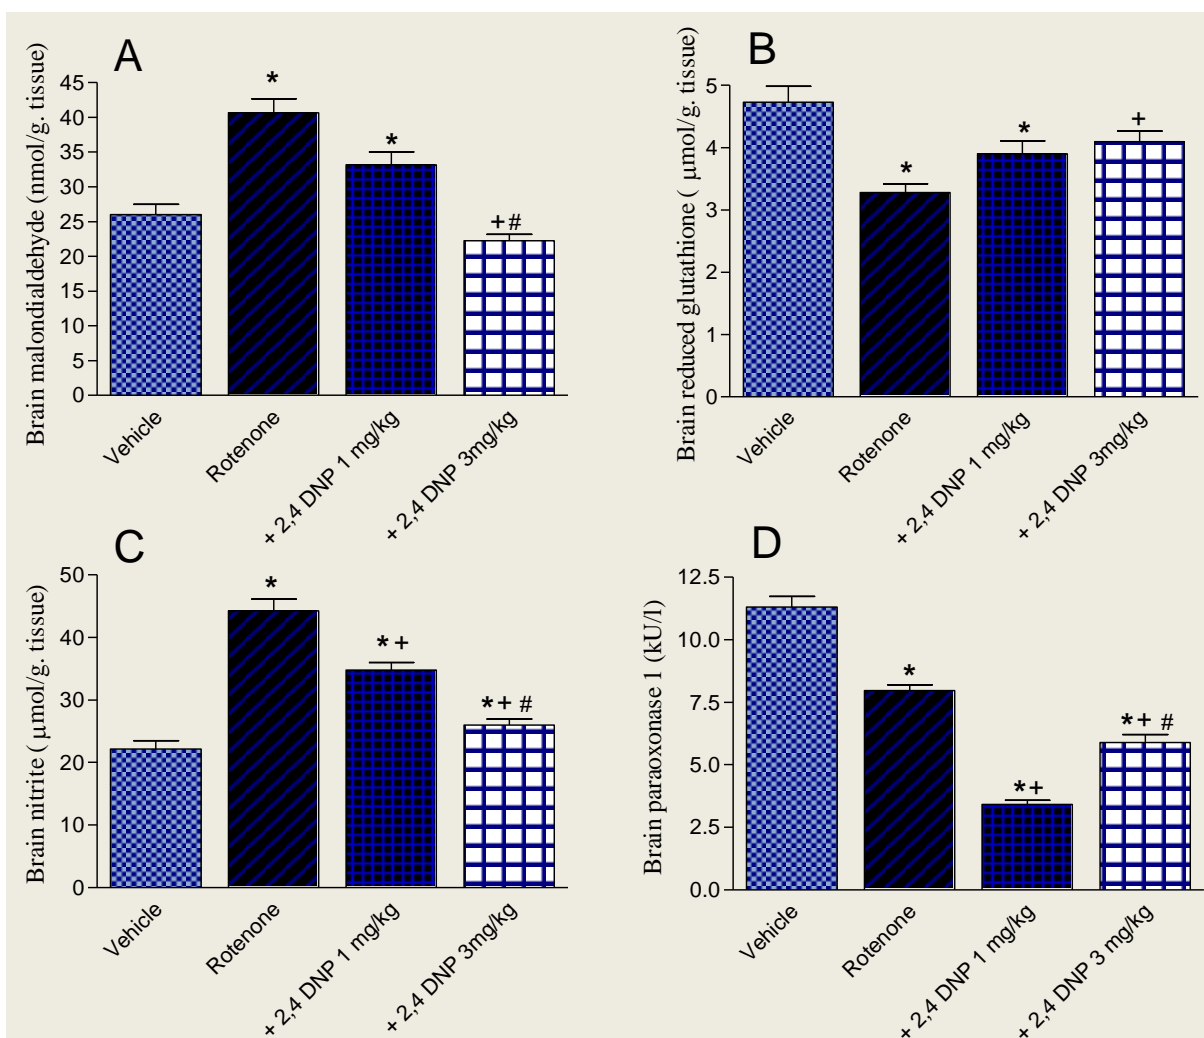 A
Brain malondialdehyde (nmol/g. tissue)
45
40
35
30
25
20
15
10
5
0
*
*
+#
Vehicle
Rotenone
+ 2,4 DNP 1 mg/kg
+ 2,4 DNP 3mg/kg
B
Brain reduced glutathione ( μmol/g. tissue)
5
4
3
2
1
0
*
*
+
Vehicle
Rotenone
+ 2,4 DNP 1 mg/kg
+ 2,4 DNP 3mg/kg
C
Brain nitrite ( μmol/g. tissue)
50
40
30
20
10
0
*
*+
*+ #
Vehicle
Rotenone
+ 2,4 DNP 1 mg/kg
+ 2,4 DNP 3mg/kg
D
Brain paraoxonase 1 (kU/l)
12.5
10.0
7.5
5.0
2.5
0.0
*
*+
*+ #
Vehicle
Rotenone
+ 2,4 DNP 1 mg/kg
+ 2,4 DNP 3 mg/kg